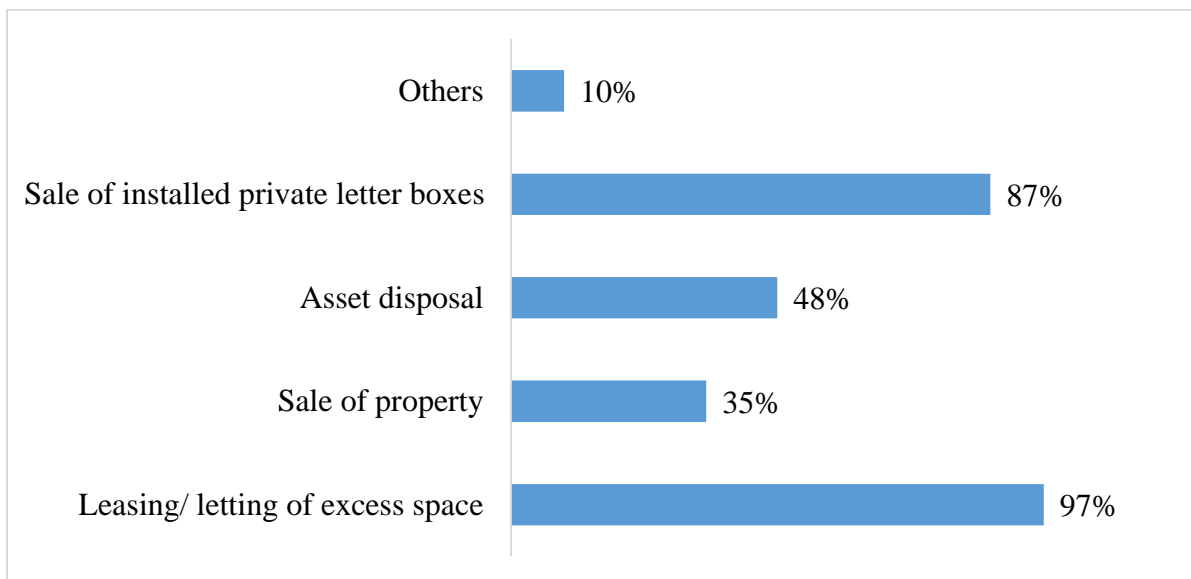 Others 10%
Sale of installed private letter boxes 87%
Asset disposal 48%
Sale of property 35%
Leasing/ letting of excess space 97%